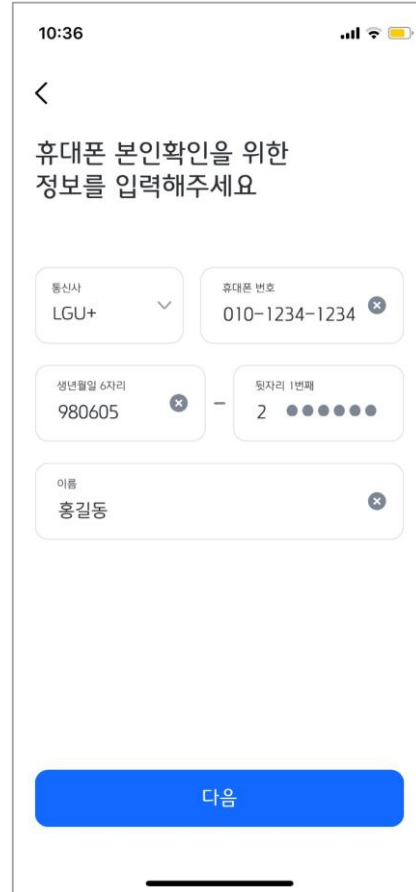 10:36
휴대폰 본인확인을 위한
정보를 입력해주세요
통신사
LGU+
휴대폰 번호
010-1234-1234
생년월일 6자리
980605
-
뒷자리 1번째
2 ●●●●●●
이름
홍길동
다음